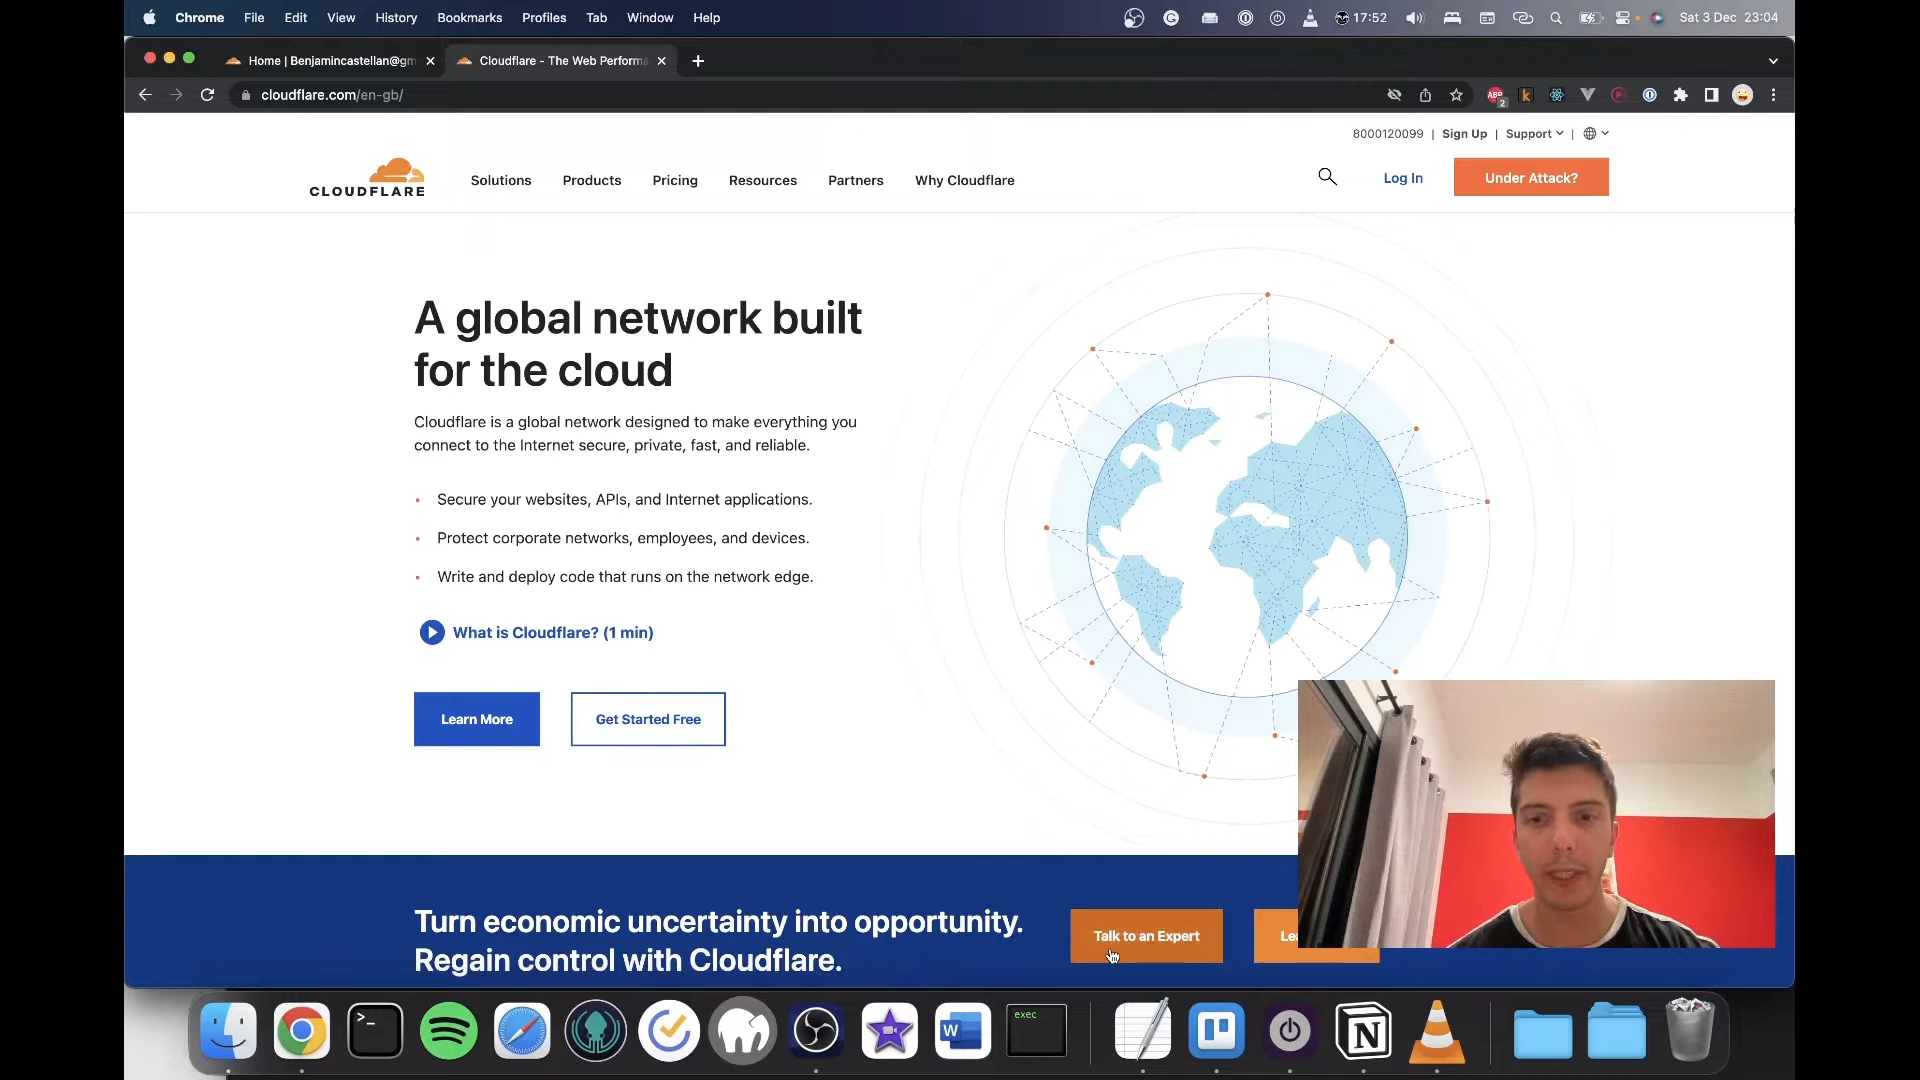 Chrome File Edit View History Bookmarks Profiles Tab Window Help
17:52
Sat 3 Dec 23:04
Home | Benjamincastellan@gm
Cloudflare - The Web Performa
cloudflare.com/en-gb/
ABP
2
k
8000120099 | Sign Up | Support |
CLOUDFLARE
Solutions Products Pricing Resources Partners Why Cloudflare
Log In
Under Attack?
A global network built
for the cloud
Cloudflare is a global network designed to make everything you
connect to the Internet secure, private, fast, and reliable.
Secure your websites, APIs, and Internet applications.
Protect corporate networks, employees, and devices.
Write and deploy code that runs on the network edge.
What is Cloudflare? (1 min)
Learn More
Get Started Free
Turn economic uncertainty into opportunity.
Regain control with Cloudflare.
Talk to an Expert
Le
>_
W
exec
N